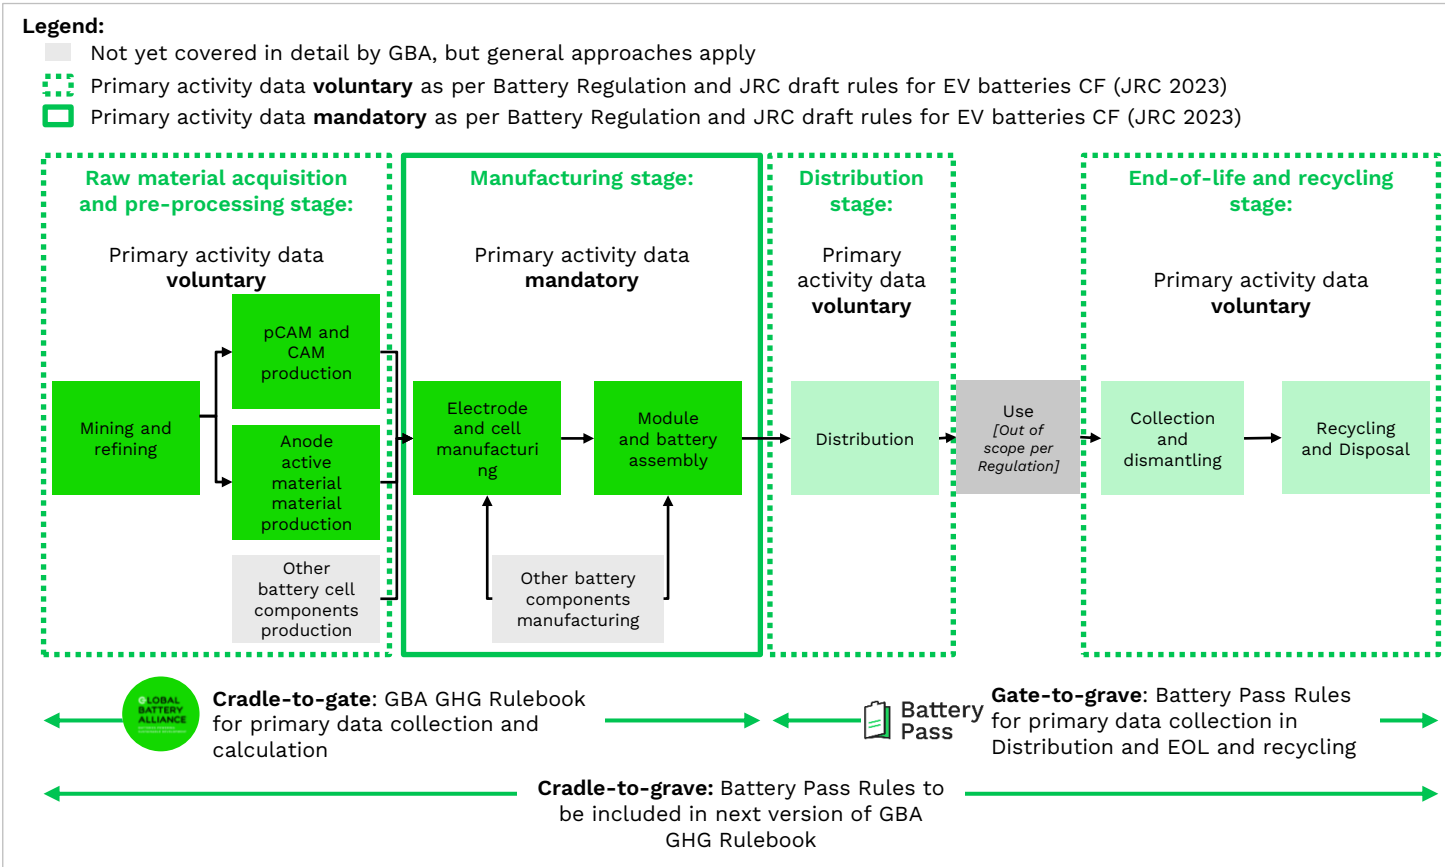 Legend:
Not yet covered in detail by GBA, but general approaches apply
Primary activity data voluntary as per Battery Regulation and JRC draft rules for EV batteries CF (JRC 2023)
Primary activity data mandatory as per Battery Regulation and JRC draft rules for EV batteries CF (JRC 2023)
Raw material acquisition
and pre-processing stage:
Primary activity data
voluntary
Mining and
refining
pCAM and
CAM
production
Anode
active
material
material
production
Other
battery cell
components
production
Manufacturing stage:
Primary activity data
mandatory
Electrode
and cell
manufacturi
ng
Module
and battery
assembly
Other battery
components
manufacturing
Distribution
stage:
Primary
activity data
voluntary
Distribution
Use
[Out of
scope per
Regulation]
End-of-life and recycling
stage:
Primary activity data
voluntary
Collection
and
dismantling
Recycling
and Disposal
GLOBAL
BATTERY
ALLIANCE
Cradle-to-gate: GBA GHG Rulebook
for primary data collection and
calculation
Battery
Pass
Gate-to-grave: Battery Pass Rules
for primary data collection in
Distribution and EOL and recycling
Cradle-to-grave: Battery Pass Rules to
be included in next version of GBA
GHG Rulebook